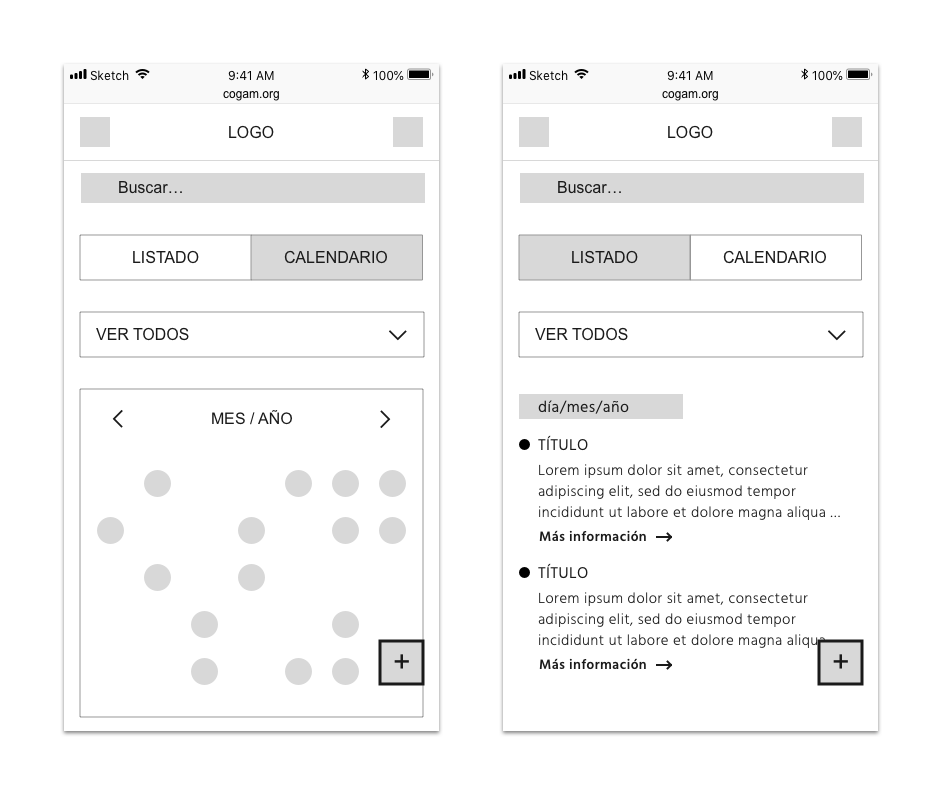 Sketch 9:41 AM 100%
cogam.org
LOGO
Buscar...
LISTADO CALENDARIO
VER TODOS
MES / AÑO
+
Sketch 9:41 AM 100%
cogam.org
LOGO
Buscar...
LISTADO CALENDARIO
VER TODOS
día/mes/año
TÍTULO
Lorem ipsum dolor sit amet, consectetur
adipiscing elit, sed do eiusmod tempor
incididunt ut labore et dolore magna aliqua ...
Más información →
TÍTULO
Lorem ipsum dolor sit amet, consectetur
adipiscing elit, sed do eiusmod tempor
incididunt ut labore et dolore magna aliqua
Más información →
+